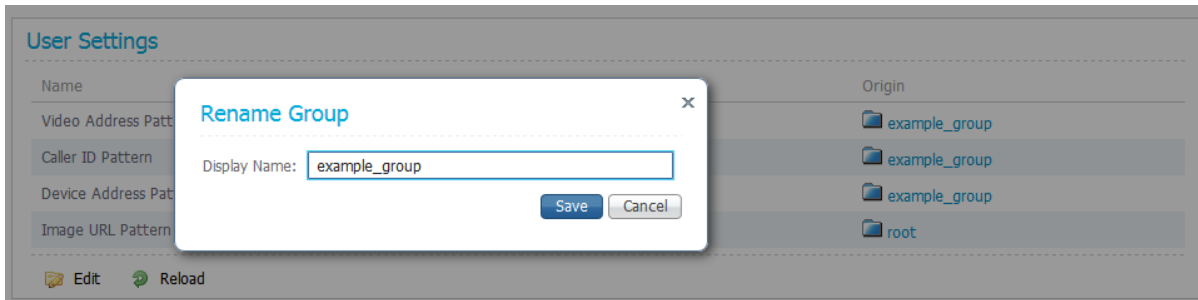 User Settings
Name Origin
Rename Group ×
Video Address Patt example_group
Caller ID Pattern example_group
Display Name: example_group
Device Address Pat example_group
Save Cancel
Image URL Pattern root
Edit Reload